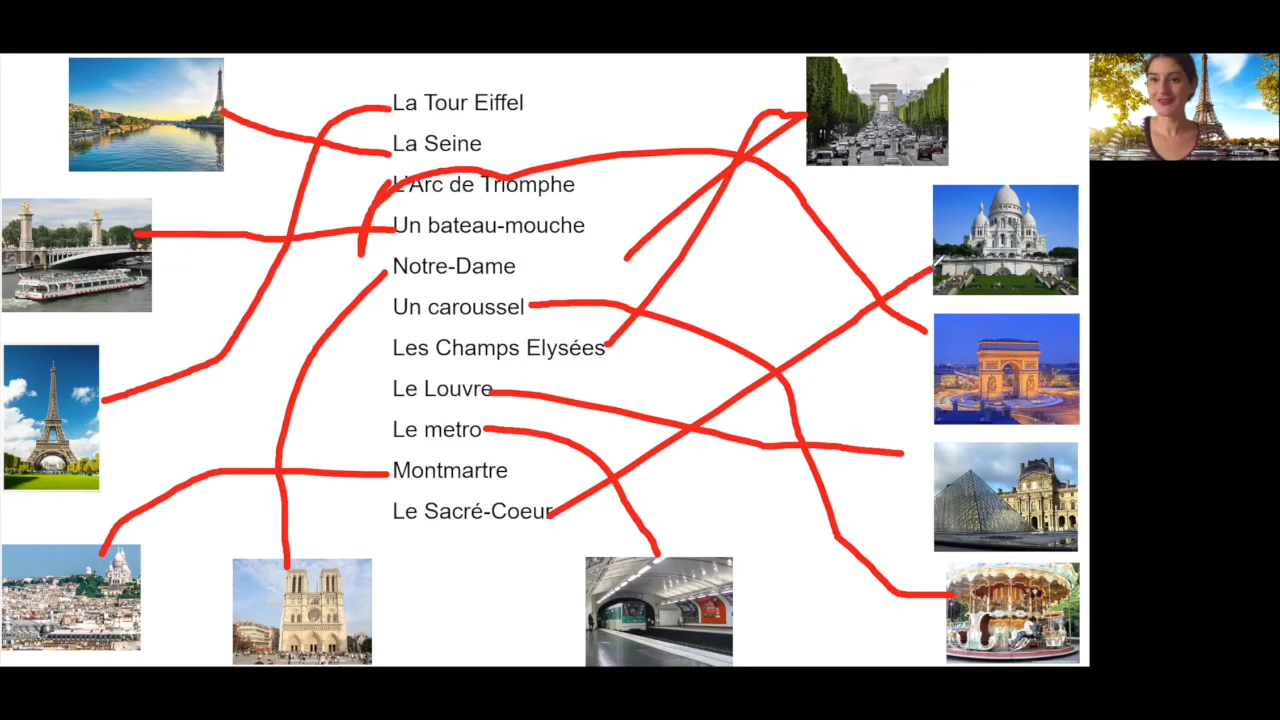 La Tour Eiffel
La Seine
L'Arc de Triomphe
Un bateau-mouche
Notre-Dame
Un caroussel
Les Champs Elysées
Le Louvre
Le metro
Montmartre
Le Sacré-Coeur